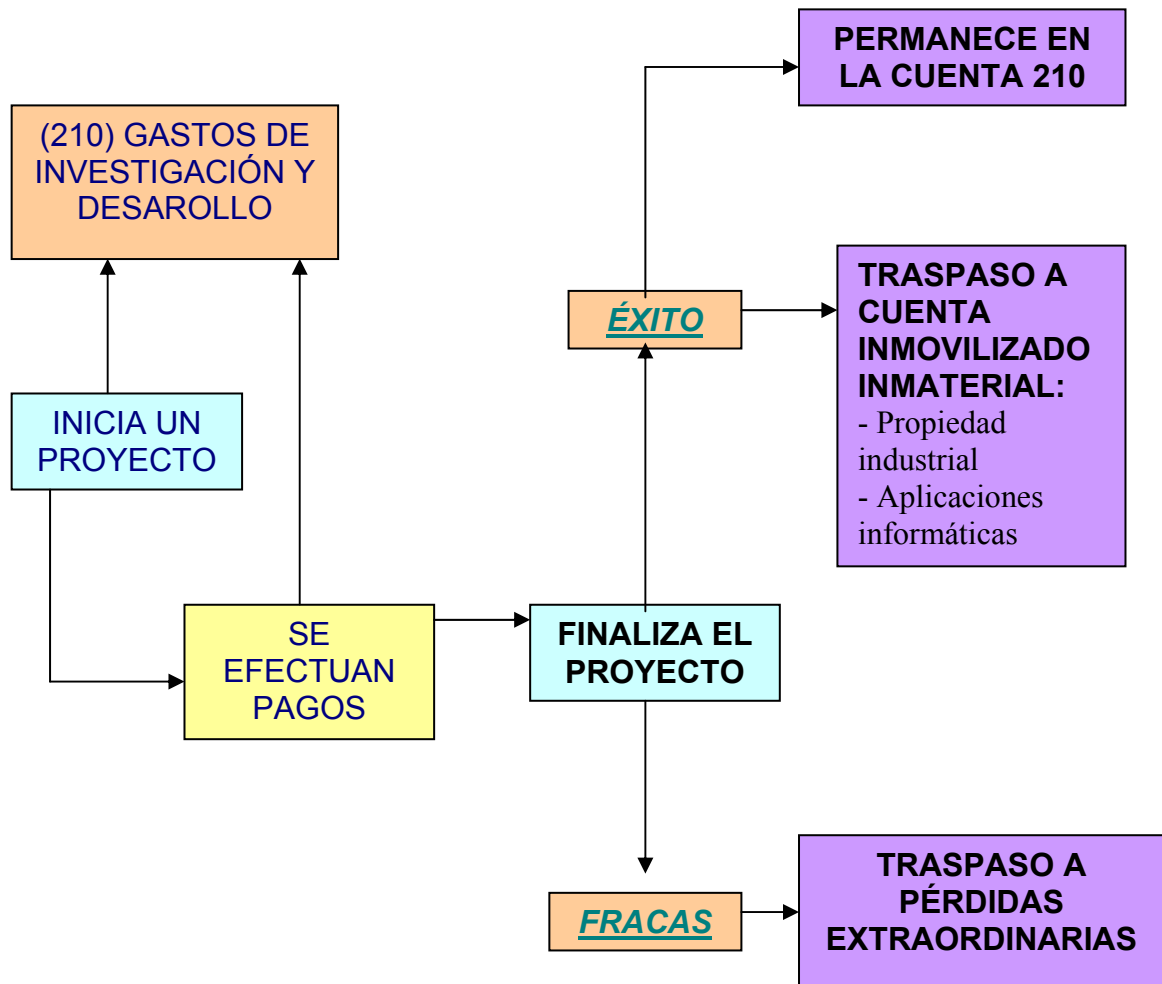 PERMANECE EN
LA CUENTA 210
(210) GASTOS DE
INVESTIGACIÓN Y
DESAROLLO
TRASPASO A
CUENTA
INMOVILIZADO
INMATERIAL:
- Propiedad
industrial
- Aplicaciones
informáticas
ÉXITO
INICIA UN
PROYECTO
SE
EFECTUAN
PAGOS
FINALIZA EL
PROYECTO
FRACAS
TRASPASO A
PÉRDIDAS
EXTRAORDINARIAS